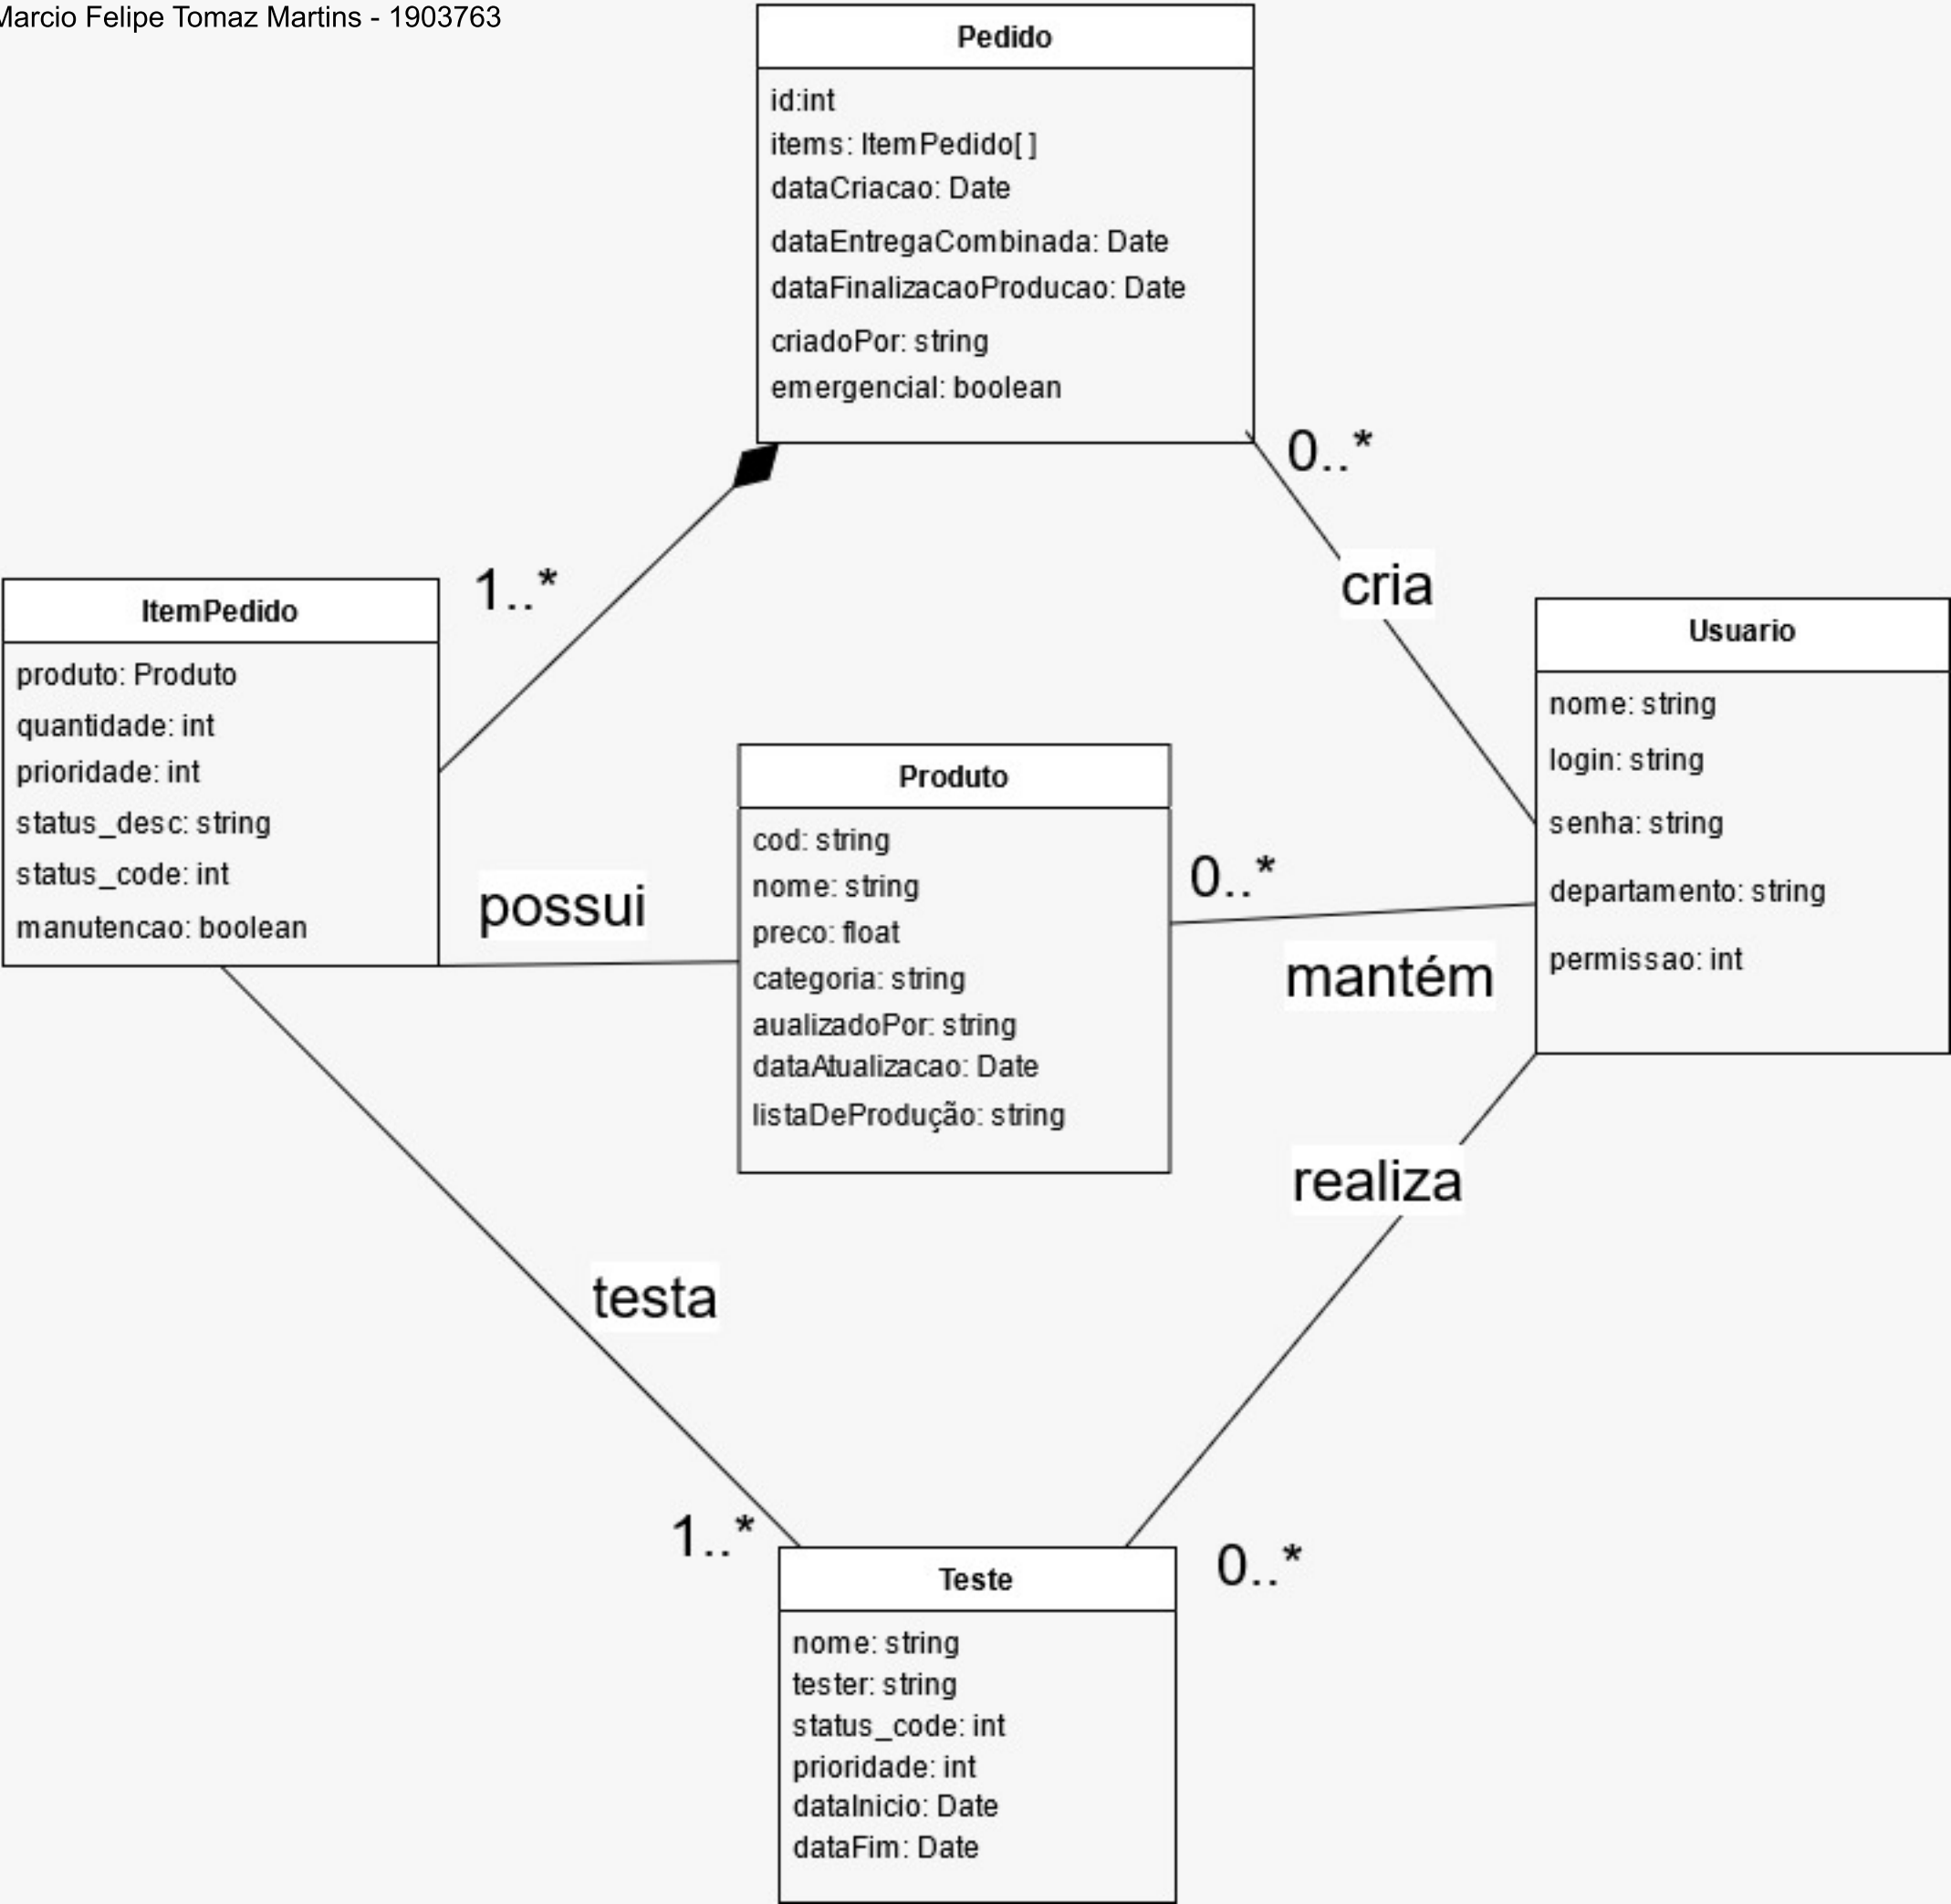 Marcio Felipe Tomaz Martins - 1903763
Pedido
id:int
items: ItemPedido[ ]
dataCriacao: Date
dataEntregaCombinada: Date
dataFinalizacaoProducao: Date
criadoPor: string
emergencial: boolean
0..*
1..*
cria
ItemPedido
produto: Produto
quantidade: int
prioridade: int
status_desc: string
status_code: int
manutencao: boolean
possui
Produto
cod: string
nome: string
preco: float
categoria: string
aualizadoPor: string
dataAtualizacao: Date
listaDeProdução: string
0..*
mantém
Usuario
nome: string
login: string
senha: string
departamento: string
permissao: int
realiza
testa
1..*
0..*
Teste
nome: string
tester: string
status_code: int
prioridade: int
dataInicio: Date
dataFim: Date